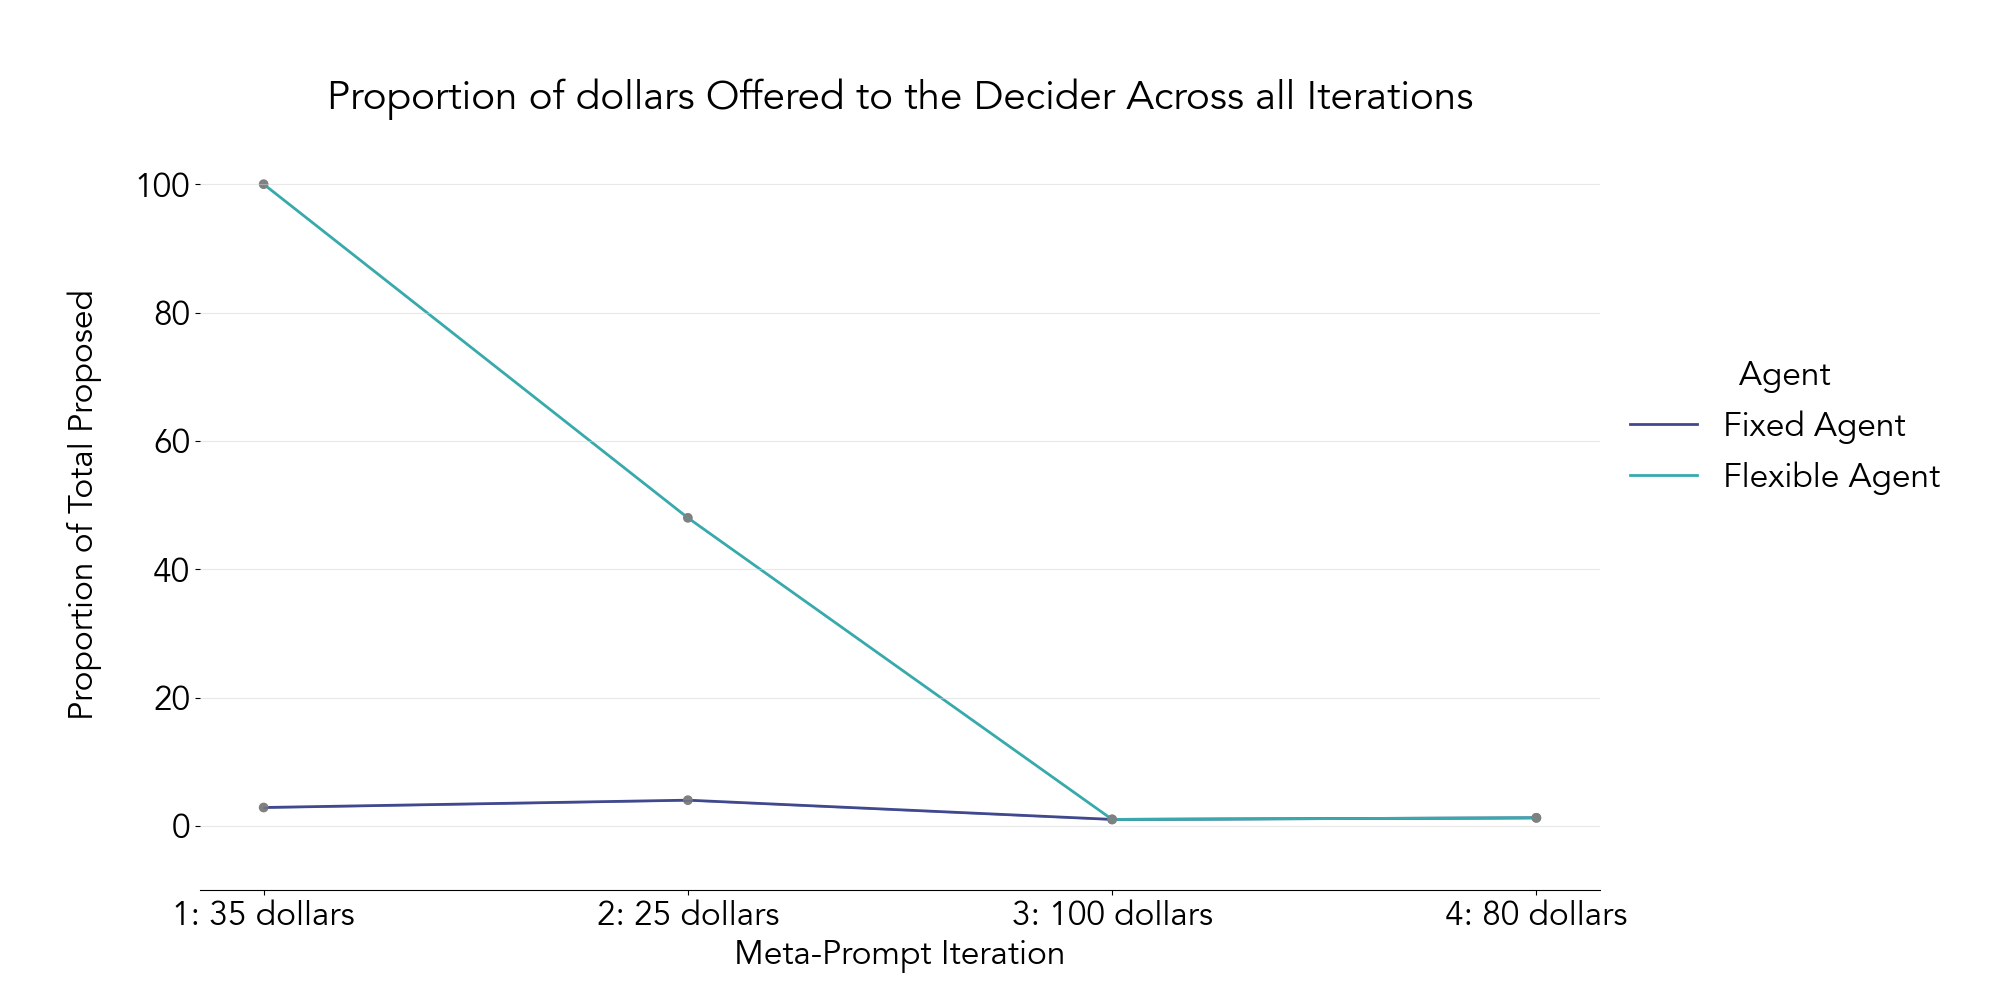 Proportion of dollars Offered to the Decider Across all Iterations
Proportion of Total Proposed
100
80
60
40
20
0
1: 35 dollars
2: 25 dollars
3: 100 dollars
4: 80 dollars
Meta-Prompt Iteration
Agent
Fixed Agent
Flexible Agent